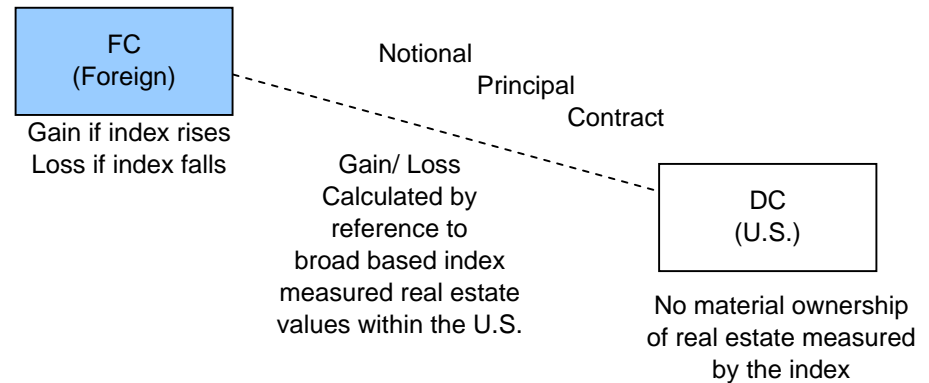 FC
(Foreign)
Gain if index rises
Loss if index falls
Notional
Principal
Contract
Gain/ Loss
Calculated by
reference to
broad based index
measured real estate
values within the U.S.
DC
(U.S.)
No material ownership
of real estate measured
by the index